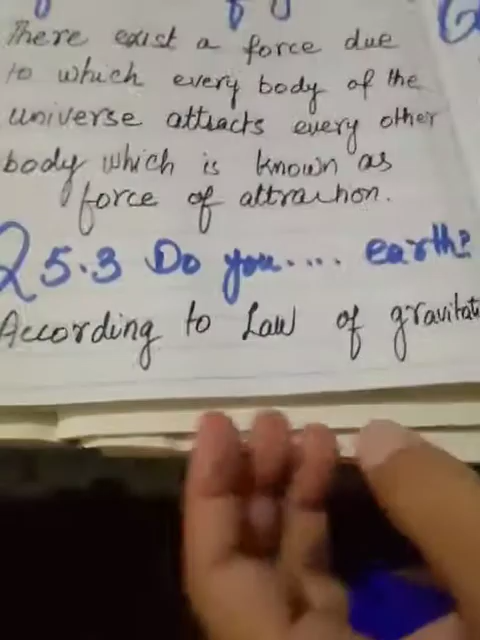 There exist a force due
to which every body of the
universe attracts every other
body which is known as
force of attraction.
Q 5.3 Do you.... earth?
According to Law of gravitat